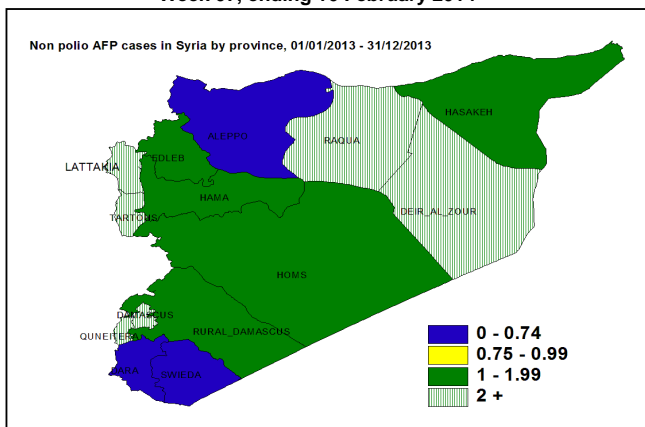 Non polio AFP cases in Syria by province, 01/01/2013 - 31/12/2013
HASAKEH
ALEPPO
RAQUA
EDLEB
LATTAKIA
HAMA
DEIR_AL_ZOUR
TARTOUS
HOMS
DAMASCUS
RURAL_DAMASCUS
QUNEITERA
DARA
SWIEDA
0 - 0.74
0.75 - 0.99
1 - 1.99
2 +